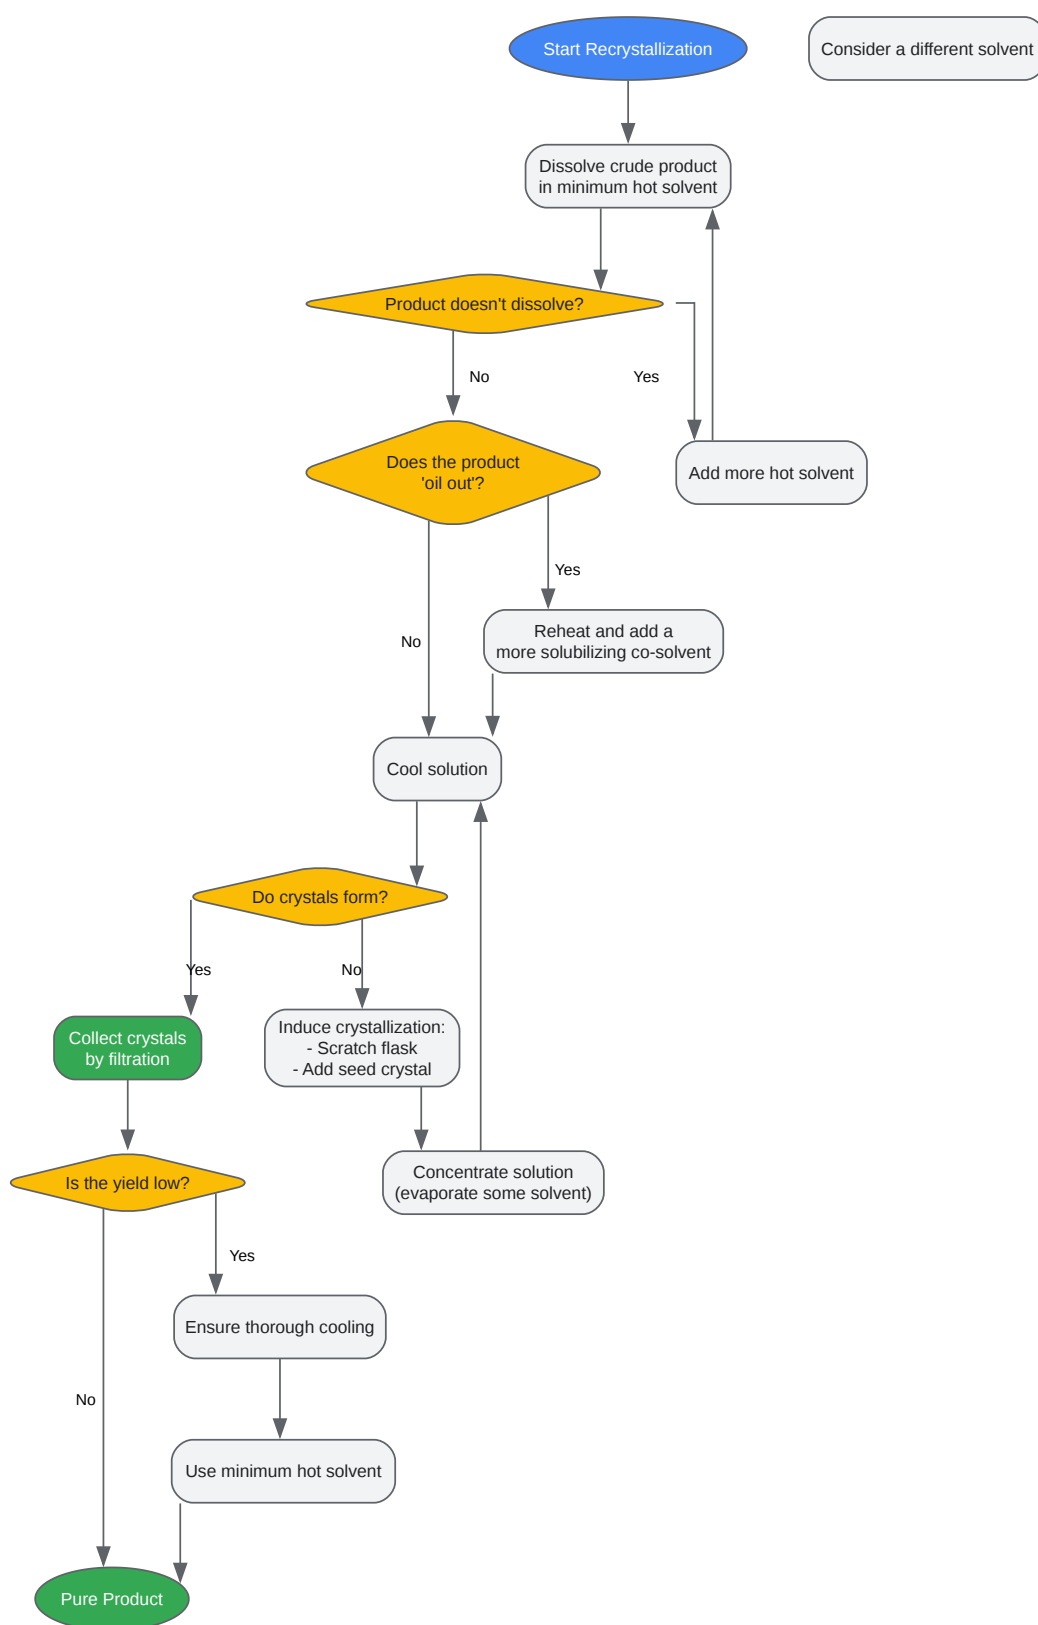 Start Recrystallization
Consider a different solvent
Dissolve crude product
in minimum hot solvent
Product doesn't dissolve?
No
Yes
Does the product
'oil out'?
Add more hot solvent
Yes
Reheat and add a
more solubilizing co-solvent
No
Cool solution
Do crystals form?
Yes
No
Collect crystals
by filtration
Induce crystallization:
- Scratch flask
- Add seed crystal
Is the yield low?
Concentrate solution
(evaporate some solvent)
Yes
Ensure thorough cooling
No
Use minimum hot solvent
Pure Product